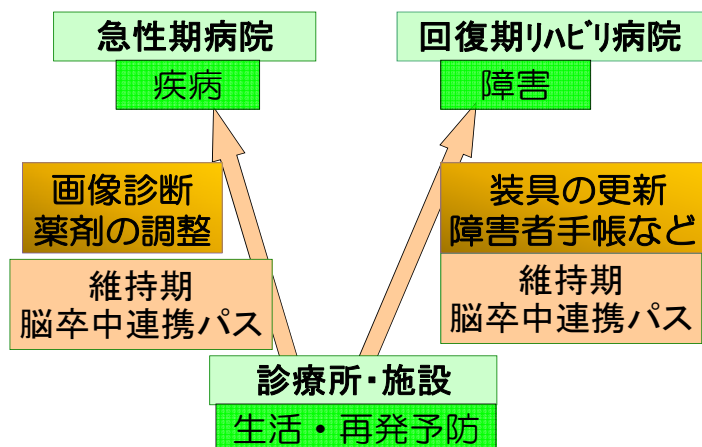 急性期病院
疾病
回復期ﾘﾊﾋﾞﾘ病院
障害
画像診断
薬剤の調整
維持期
脳卒中連携パス
装具の更新
障害者手帳など
維持期
脳卒中連携パス
診療所・施設
生活・再発予防